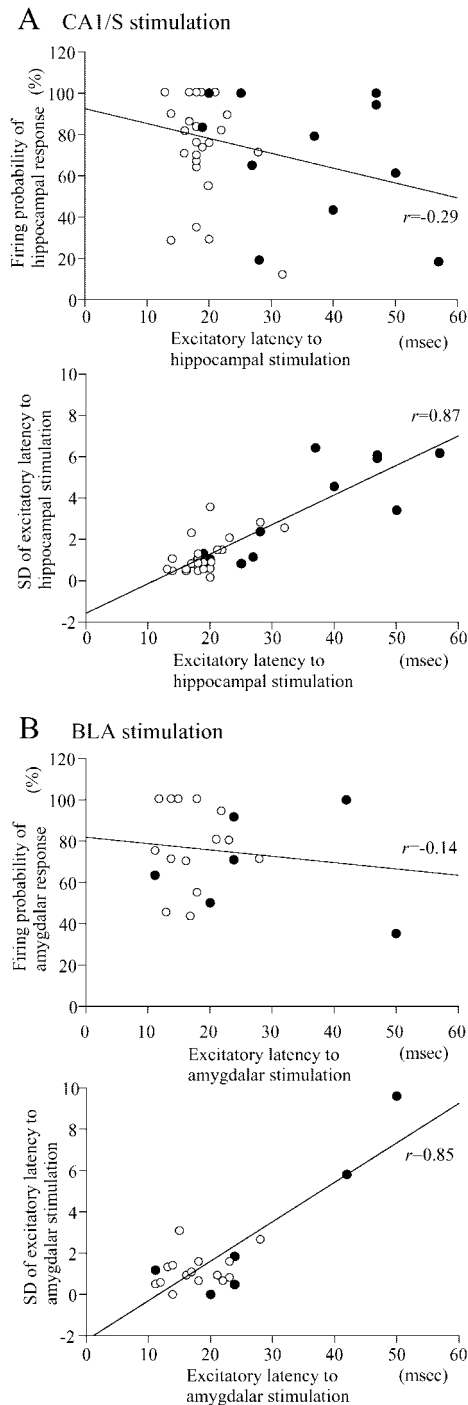 A CA1/S stimulation
Firing probability of
hippocampal response
(%)
120
100
80
60
40
20
0
r=-0.29
0 10 20 30 40 50 60
Excitatory latency to
hippocampal stimulation
(msec)
SD of excitatory latency to
hippocampal stimulation
10
8
6
4
2
0
-2
r=0.87
0 10 20 30 40 50 60
Excitatory latency to
hippocampal stimulation
(msec)
B BLA stimulation
Firing probability of
amygdalar response
(%)
120
100
80
60
40
20
0
r=-0.14
0 10 20 30 40 50 60
Excitatory latency to
amygdalar stimulation
(msec)
SD of excitatory latency to
amygdalar stimulation
10
8
6
4
2
0
-2
r=0.85
0 10 20 30 40 50 60
Excitatory latency to
amygdalar stimulation
(msec)